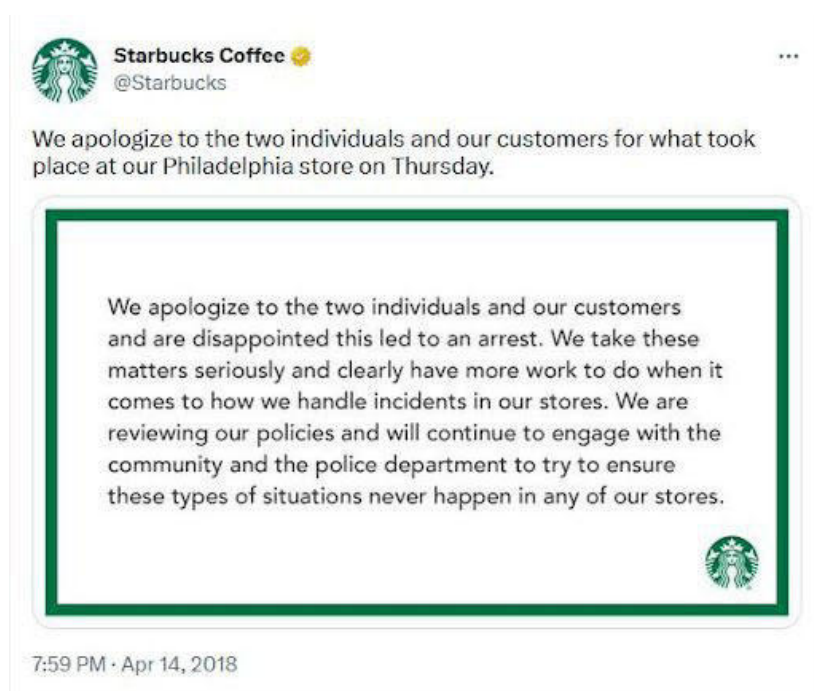 Starbucks Coffee
@Starbucks
We apologize to the two individuals and our customers for what took
place at our Philadelphia store on Thursday.
We apologize to the two individuals and our customers
and are disappointed this led to an arrest. We take these
matters seriously and clearly have more work to do when it
comes to how we handle incidents in our stores. We are
reviewing our policies and will continue to engage with the
community and the police department to try to ensure
these types of situations never happen in any of our stores.
7:59 PM · Apr 14, 2018